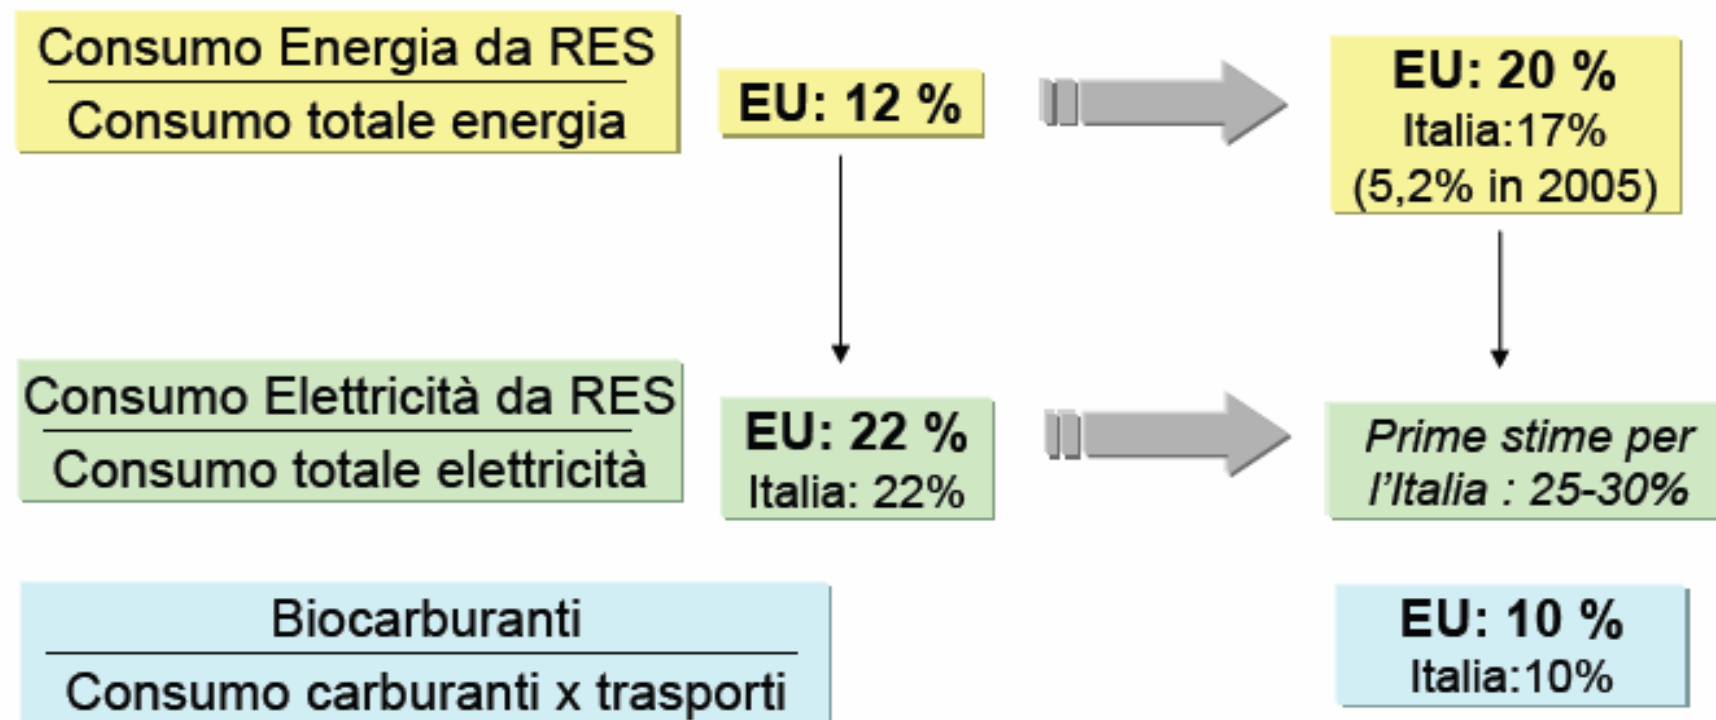 Consumo Energia da RES
Consumo totale energia
EU: 12 %
EU: 20 %
Italia:17%
(5,2% in 2005)
Consumo Elettricità da RES
Consumo totale elettricità
EU: 22 %
Italia: 22%
Prime stime per
l'Italia : 25-30%
Biocarburanti
Consumo carburanti x trasporti
EU: 10 %
Italia:10%